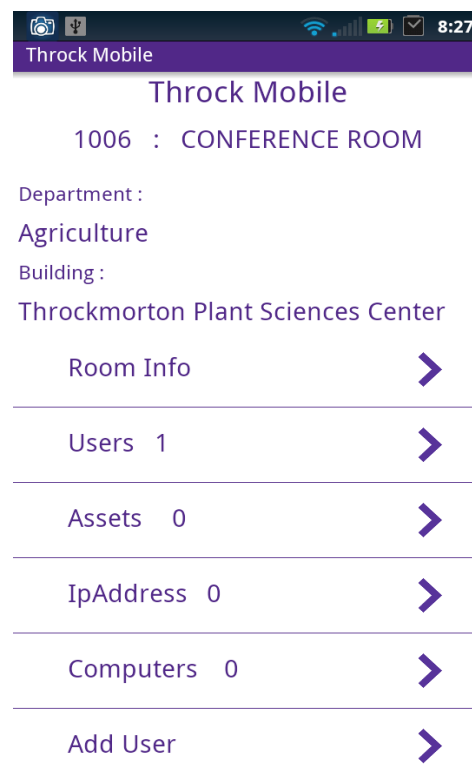 8:27
Throck Mobile
Throck Mobile
1006 : CONFERENCE ROOM
Department :
Agriculture
Building :
Throckmorton Plant Sciences Center
Room Info
Users 1
Assets 0
IpAddress 0
Computers 0
Add User